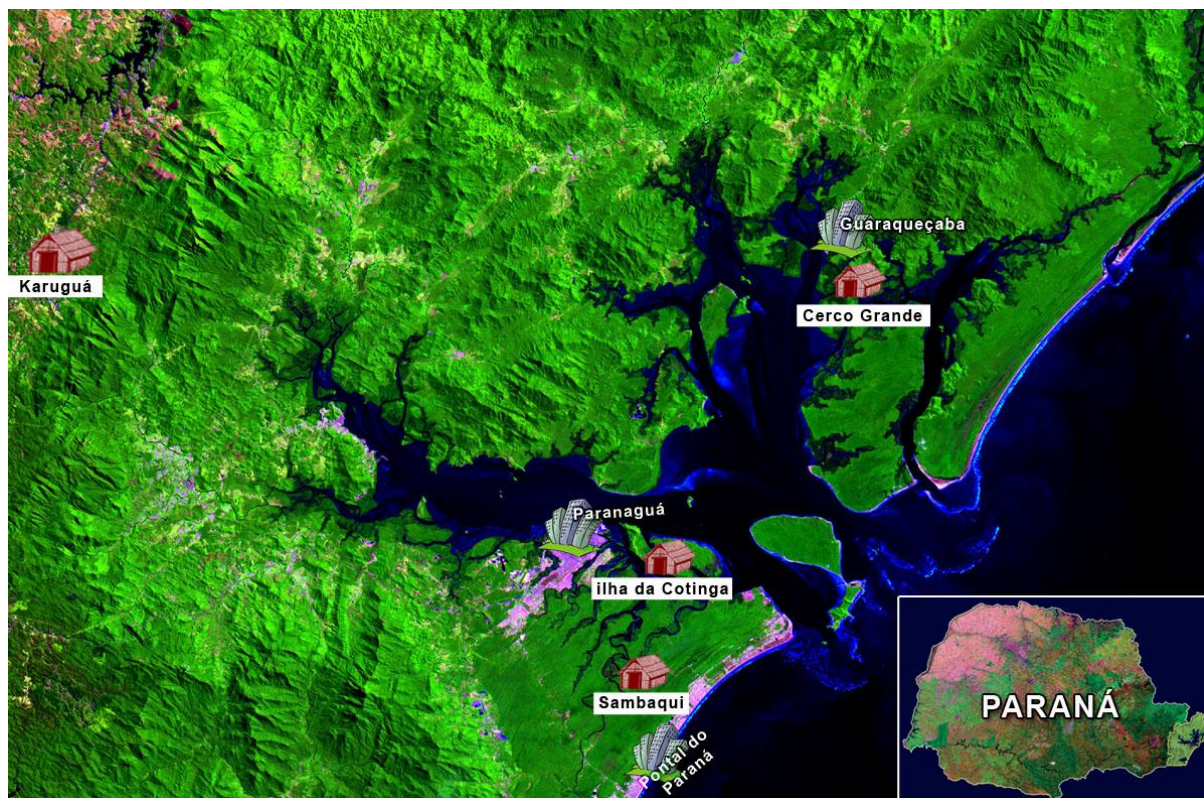 Guaraqueçaba
Karuguá
Cerco Grande
Paranaguá
ilha da Cotinga
Sambaqui
Pontal do
Paraná
PARANÁ